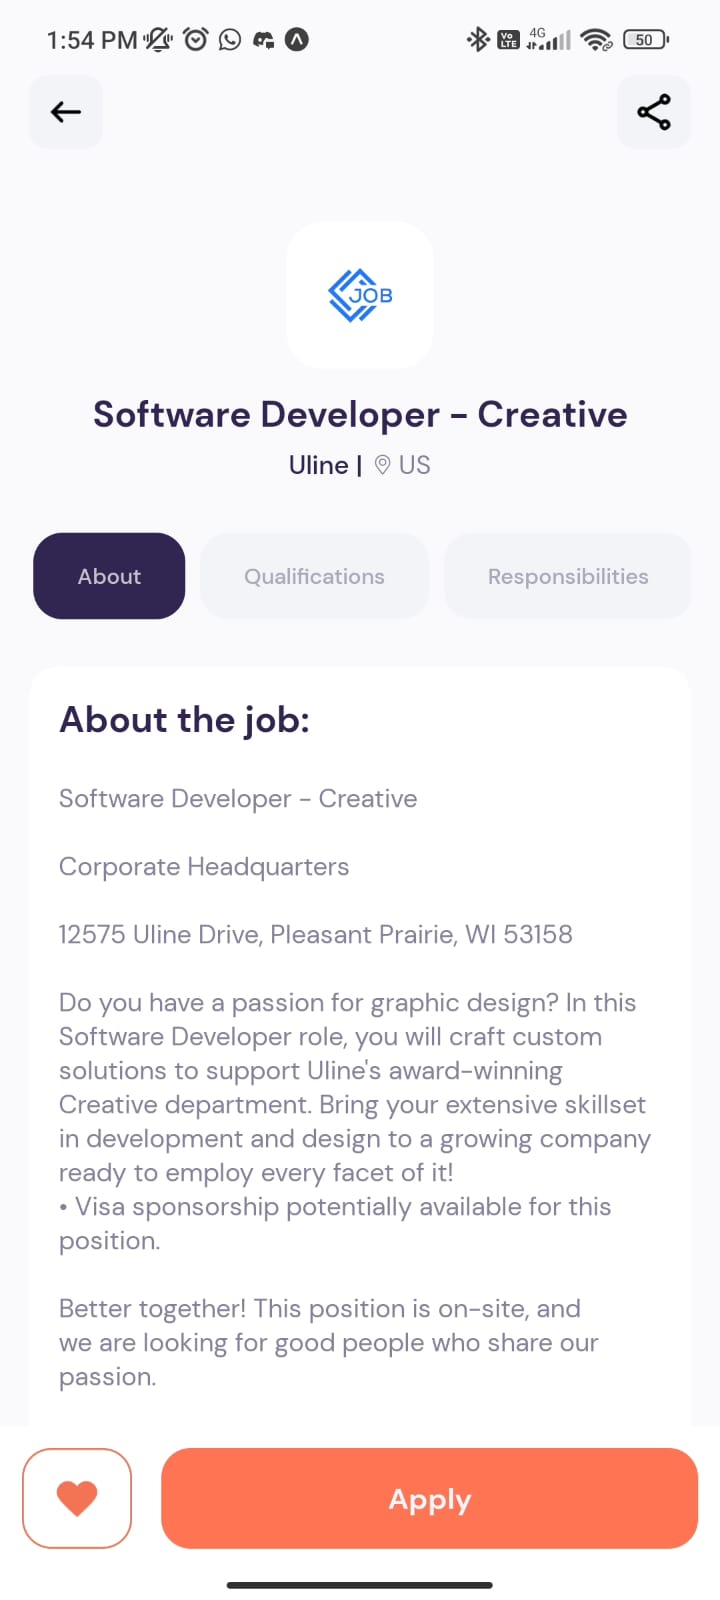 1:54 PM
Vo LTE 4G 50
JOB
Software Developer - Creative
Uline | US
About Qualifications Responsibilities
About the job:
Software Developer - Creative
Corporate Headquarters
12575 Uline Drive, Pleasant Prairie, WI 53158
Do you have a passion for graphic design? In this
Software Developer role, you will craft custom
solutions to support Uline's award-winning
Creative department. Bring your extensive skillset
in development and design to a growing company
ready to employ every facet of it!
• Visa sponsorship potentially available for this
position.
Better together! This position is on-site, and
we are looking for good people who share our
passion.
Apply